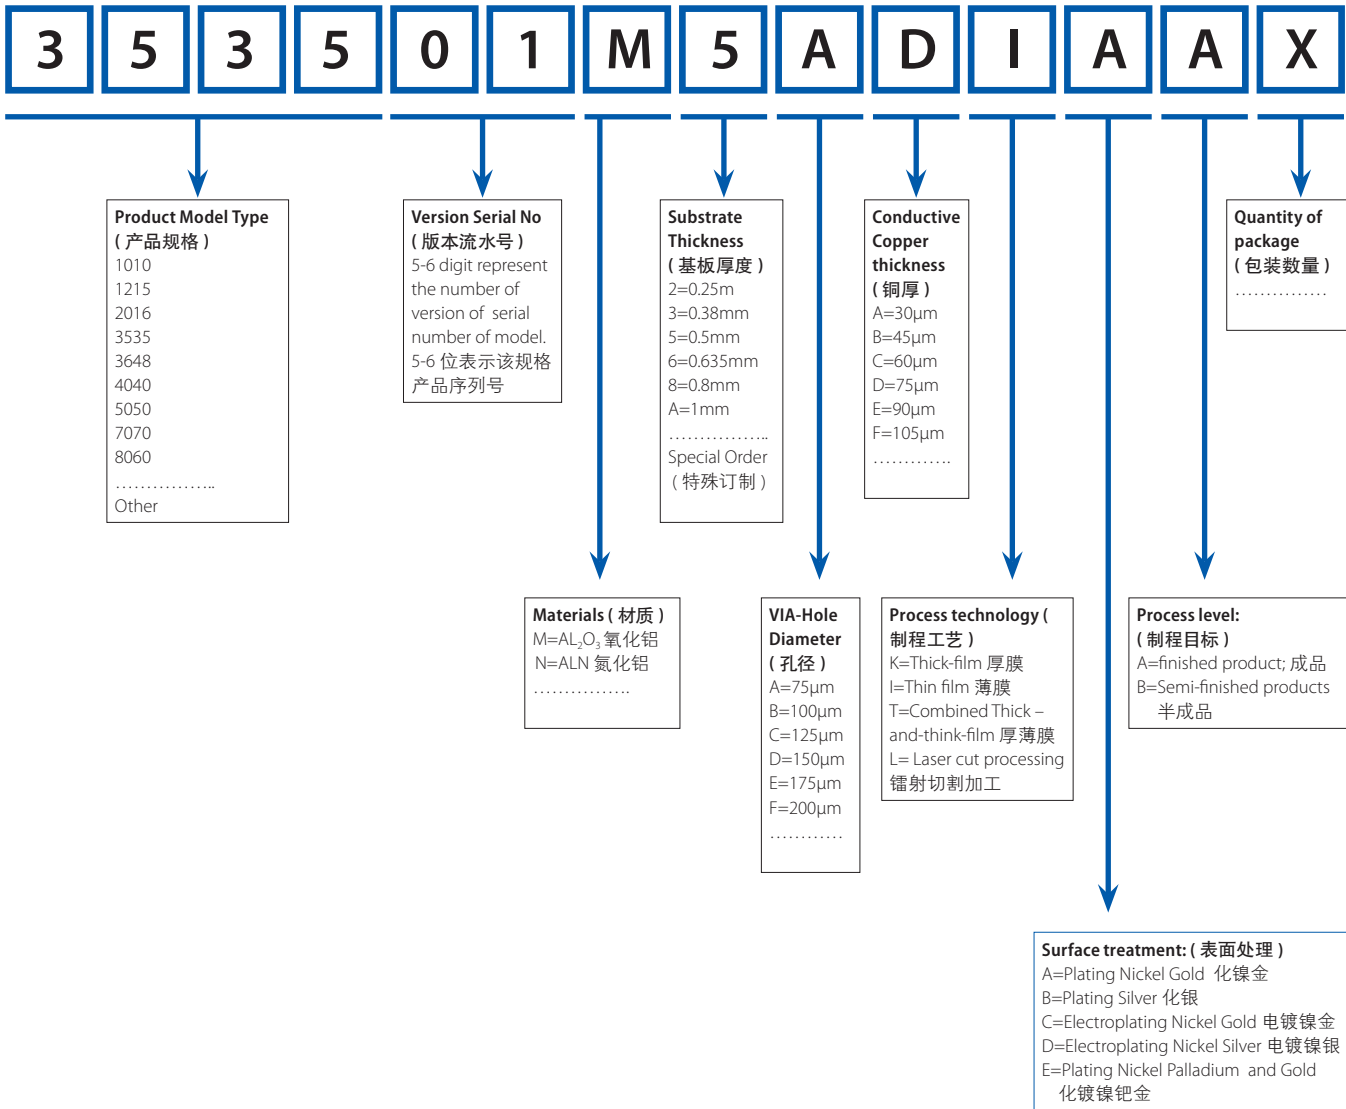 3 5 3 5 0 1 M 5 A D I A A X
Product Model Type
( 产品规格 )
1010
1215
2016
3535
3648
4040
5050
7070
8060
……………..
Other
Version Serial No
( 版本流水号 )
5-6 digit represent
the number of
version of serial
number of model.
5-6 位表示该规格
产品序列号
Substrate
Thickness
( 基板厚度 )
2=0.25m
3=0.38mm
5=0.5mm
6=0.635mm
8=0.8mm
A=1mm
……………..
Special Order
( 特殊订制 )
Conductive
Copper
thickness
( 铜厚 )
A=30μm
B=45μm
C=60μm
D=75μm
E=90μm
F=105μm
………….
Quantity of
package
( 包装数量 )
……………
Materials ( 材质 )
M=AL₂O₃ 氧化铝
N=ALN 氮化铝
…………….
VIA-Hole
Diameter
( 孔径 )
A=75μm
B=100μm
C=125μm
D=150μm
E=175μm
F=200μm
…………
Process technology (
制程工艺 )
K=Thick-film 厚膜
I=Thin film 薄膜
T=Combined Thick –
and-think-film 厚薄膜
L= Laser cut processing
镭射切割加工
Process level:
( 制程目标 )
A=finished product; 成品
B=Semi-finished products
半成品
Surface treatment: ( 表面处理 )
A=Plating Nickel Gold 化镍金
B=Plating Silver 化银
C=Electroplating Nickel Gold 电镀镍金
D=Electroplating Nickel Silver 电镀镍银
E=Plating Nickel Palladium and Gold
化镀镍钯金